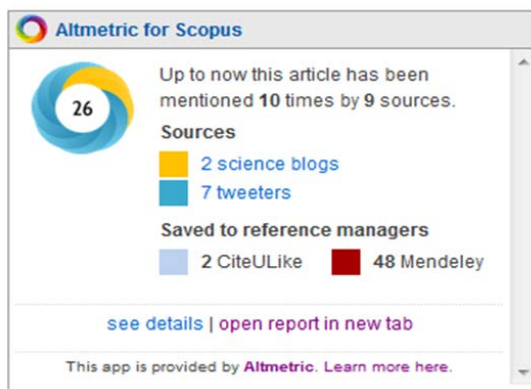 Altmetric for Scopus
26
Up to now this article has been
mentioned 10 times by 9 sources.
Sources
2 science blogs
7 tweeters
Saved to reference managers
2 CiteULike 48 Mendeley
see details | open report in new tab
This app is provided by Altmetric. Learn more here.